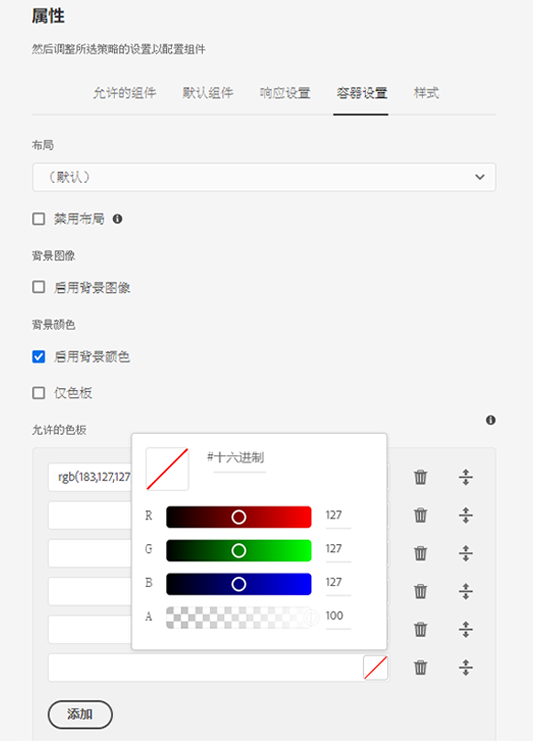 属性
然后调整所选策略的设置以配置组件
允许的组件 默认组件 响应设置 容器设置 样式
布局
（默认）
禁用布局
背景图像
启用背景图像
背景颜色
启用背景颜色
仅色板
允许的色板
rgb(183,127,127
#十六进制
R 127
G 127
B 127
A 100
添加